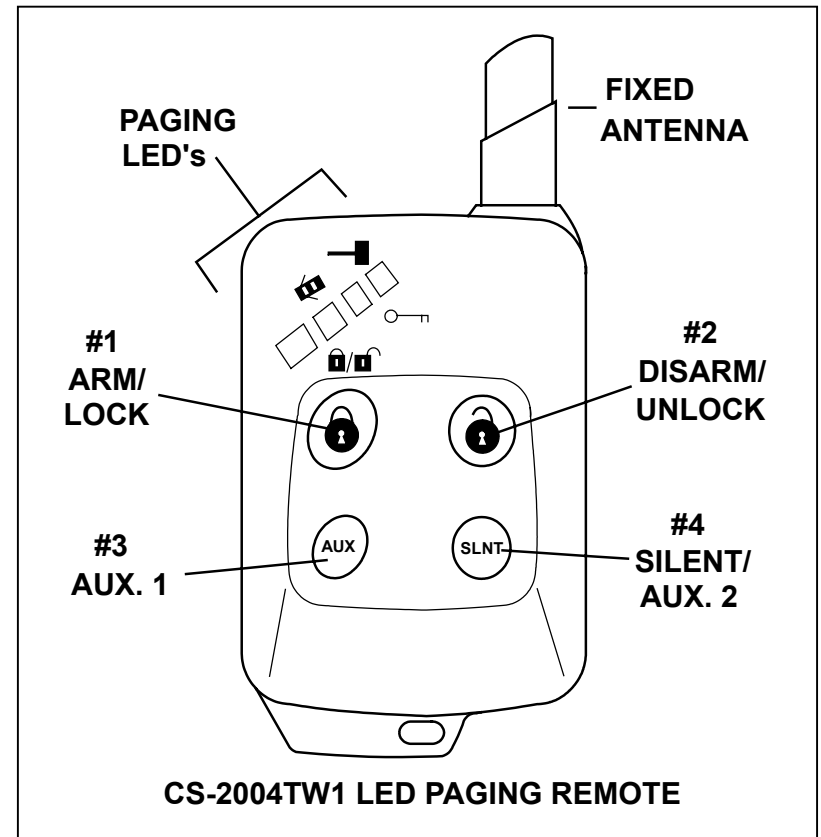 PAGING
LED's
FIXED
ANTENNA
#1
ARM/
LOCK
#2
DISARM/
UNLOCK
#3
AUX. 1
AUX
SLNT
#4
SILENT/
AUX. 2
CS-2004TW1 LED PAGING REMOTE